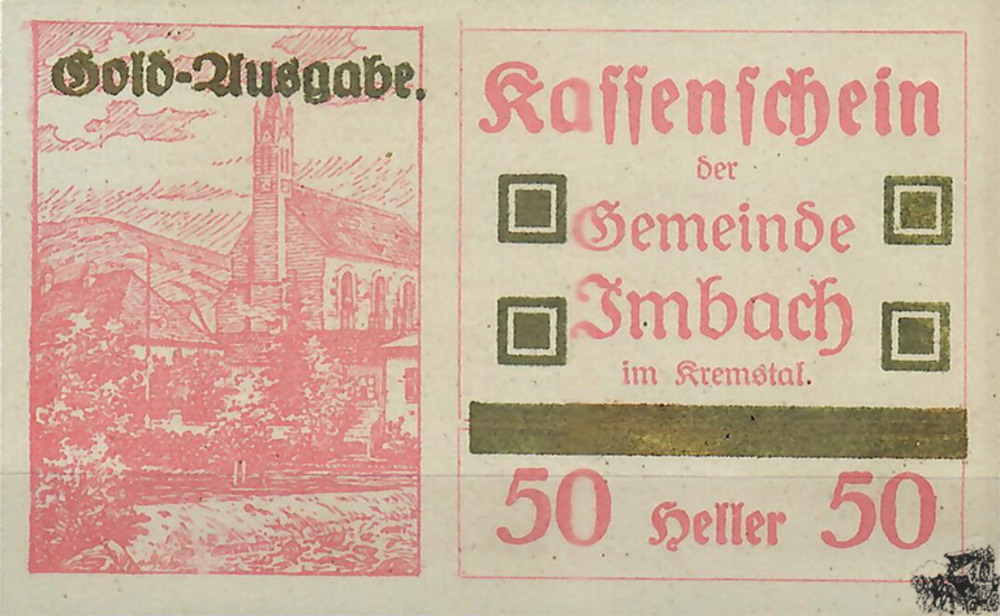 Gold-Ausgabe.
Kassenschein
der
Gemeinde
Imbach
im Kremstal.
50 Heller 50